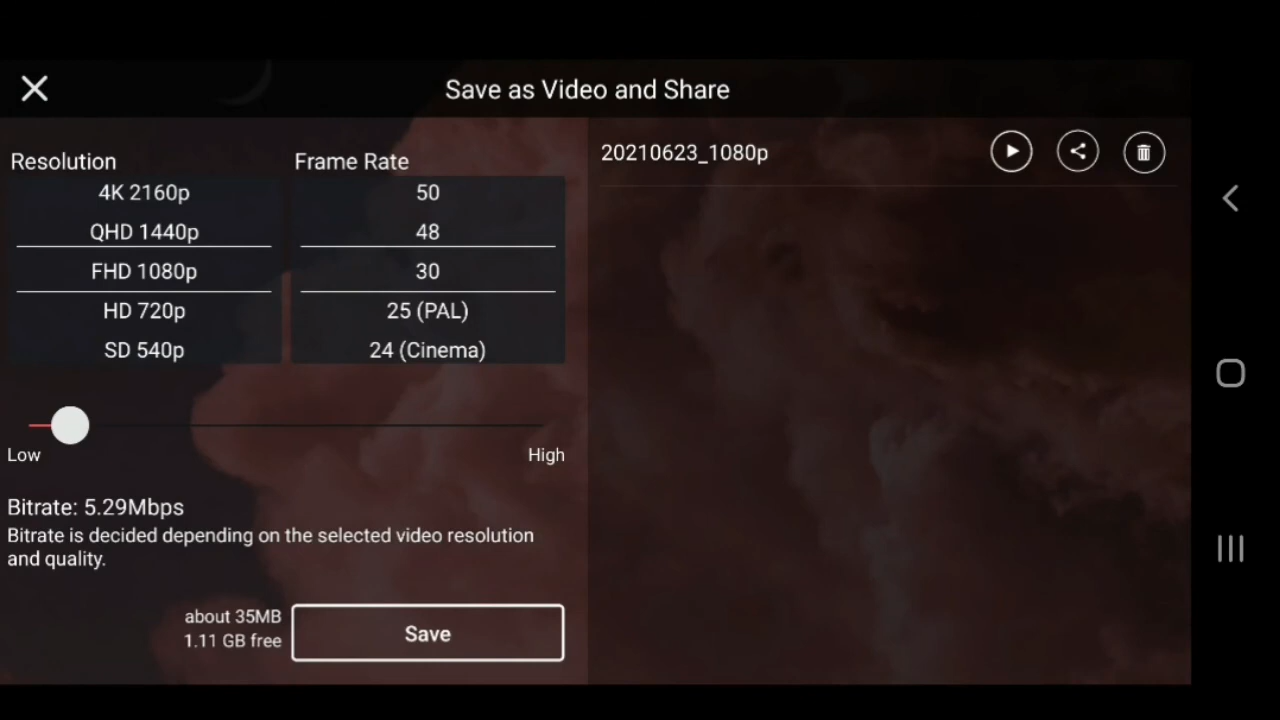 Save as Video and Share
Resolution
4K 2160p
QHD 1440p
FHD 1080p
HD 720p
SD 540p
Frame Rate
50
48
30
25 (PAL)
24 (Cinema)
Low
High
Bitrate: 5.29Mbps
Bitrate is decided depending on the selected video resolution
and quality.
about 35MB
1.11 GB free
Save
20210623_1080p